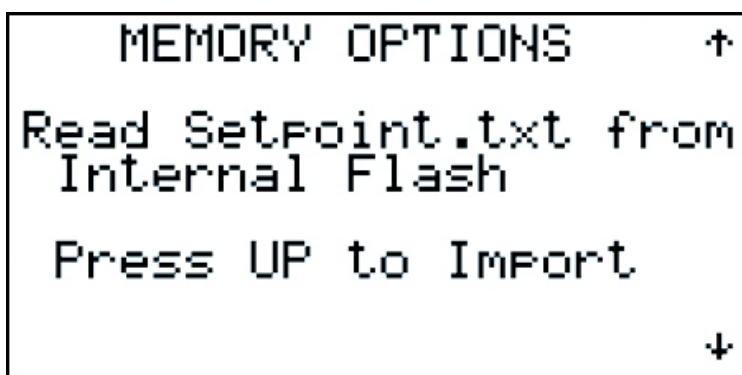 MEMORY OPTIONS ↑
Read Setpoint.txt from
Internal Flash
Press UP to Import
↓